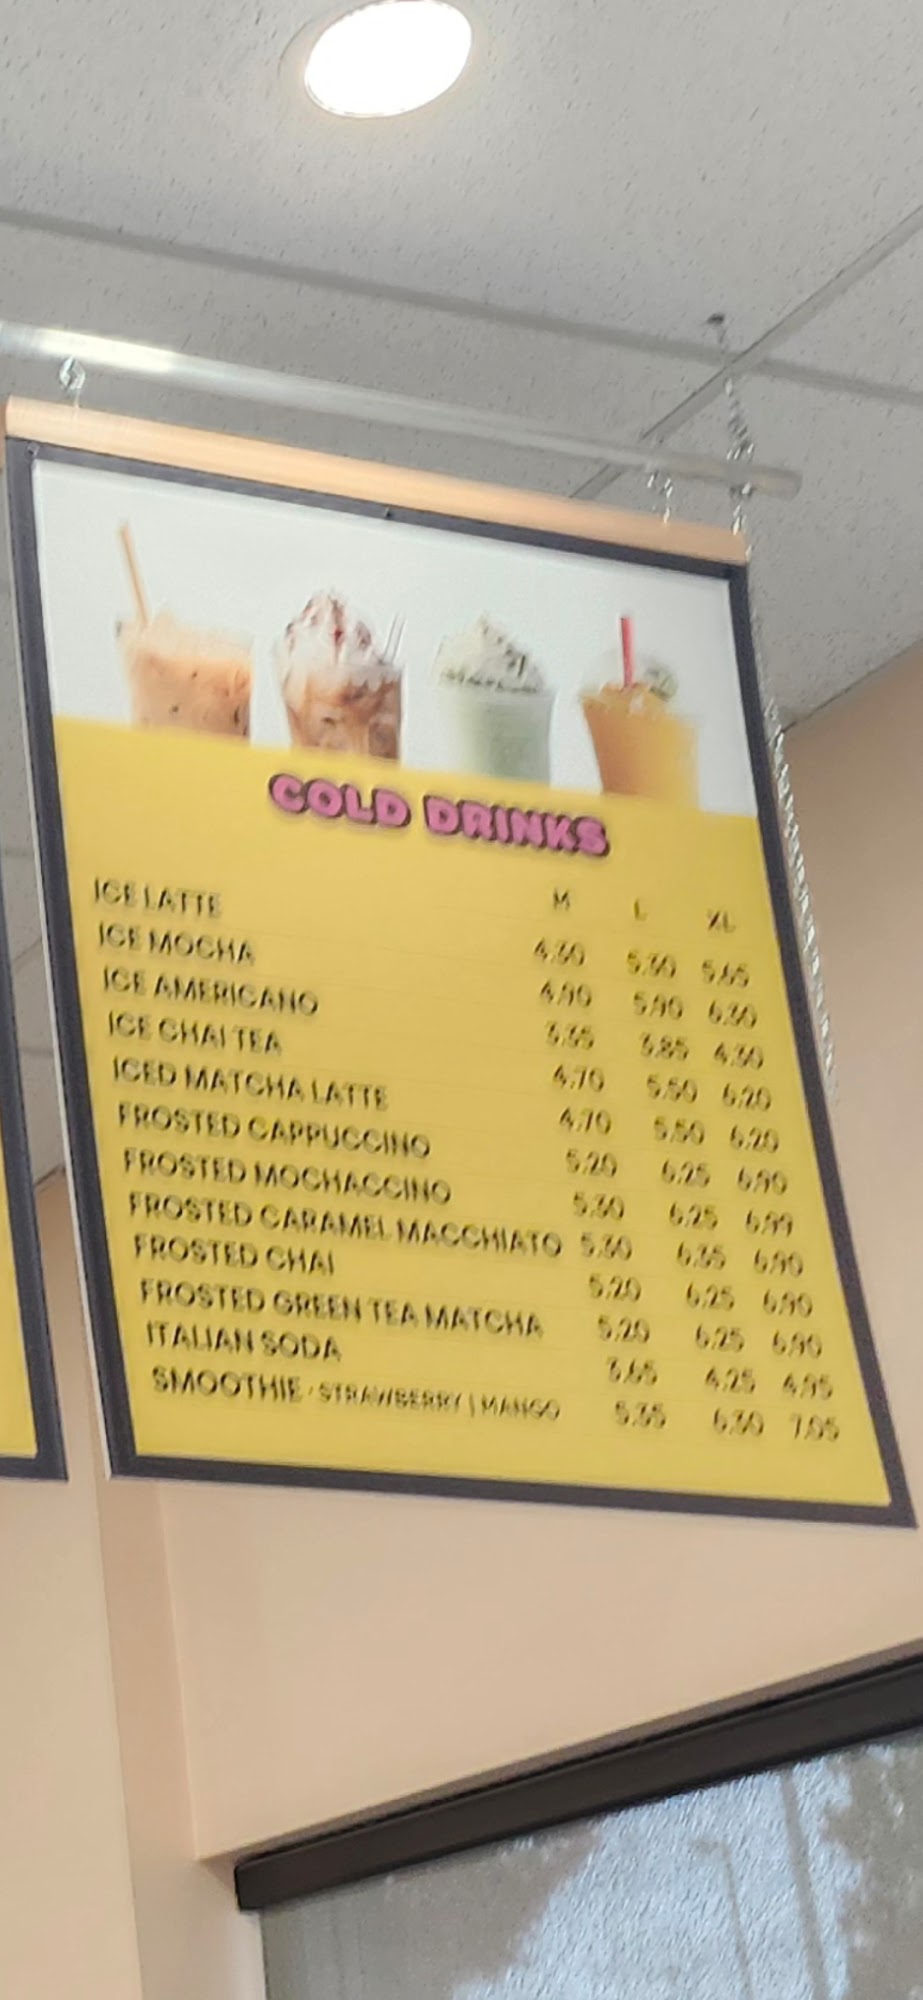 COLD DRINKS
M L XL
ICE LATTE 4.30 5.30 5.65
ICE MOCHA 4.90 5.90 6.30
ICE AMERICANO 3.85 4.30
ICE CHAI TEA 4.70 5.50 6.20
ICED MATCHA LATTE 4.70 5.50 6.20
FROSTED CAPPUCCINO 5.20 6.25 6.90
FROSTED MOCHACCINO 5.30 6.25 6.99
FROSTED CARAMEL MACCHIATO 5.30 6.35 6.90
FROSTED CHAI 5.20 6.25 6.90
FROSTED GREEN TEA MATCHA 5.20 6.25 6.90
ITALIAN SODA 3.65 4.25 4.95
SMOOTHIE - STRAWBERRY | MANGO 5.35 6.30 7.05